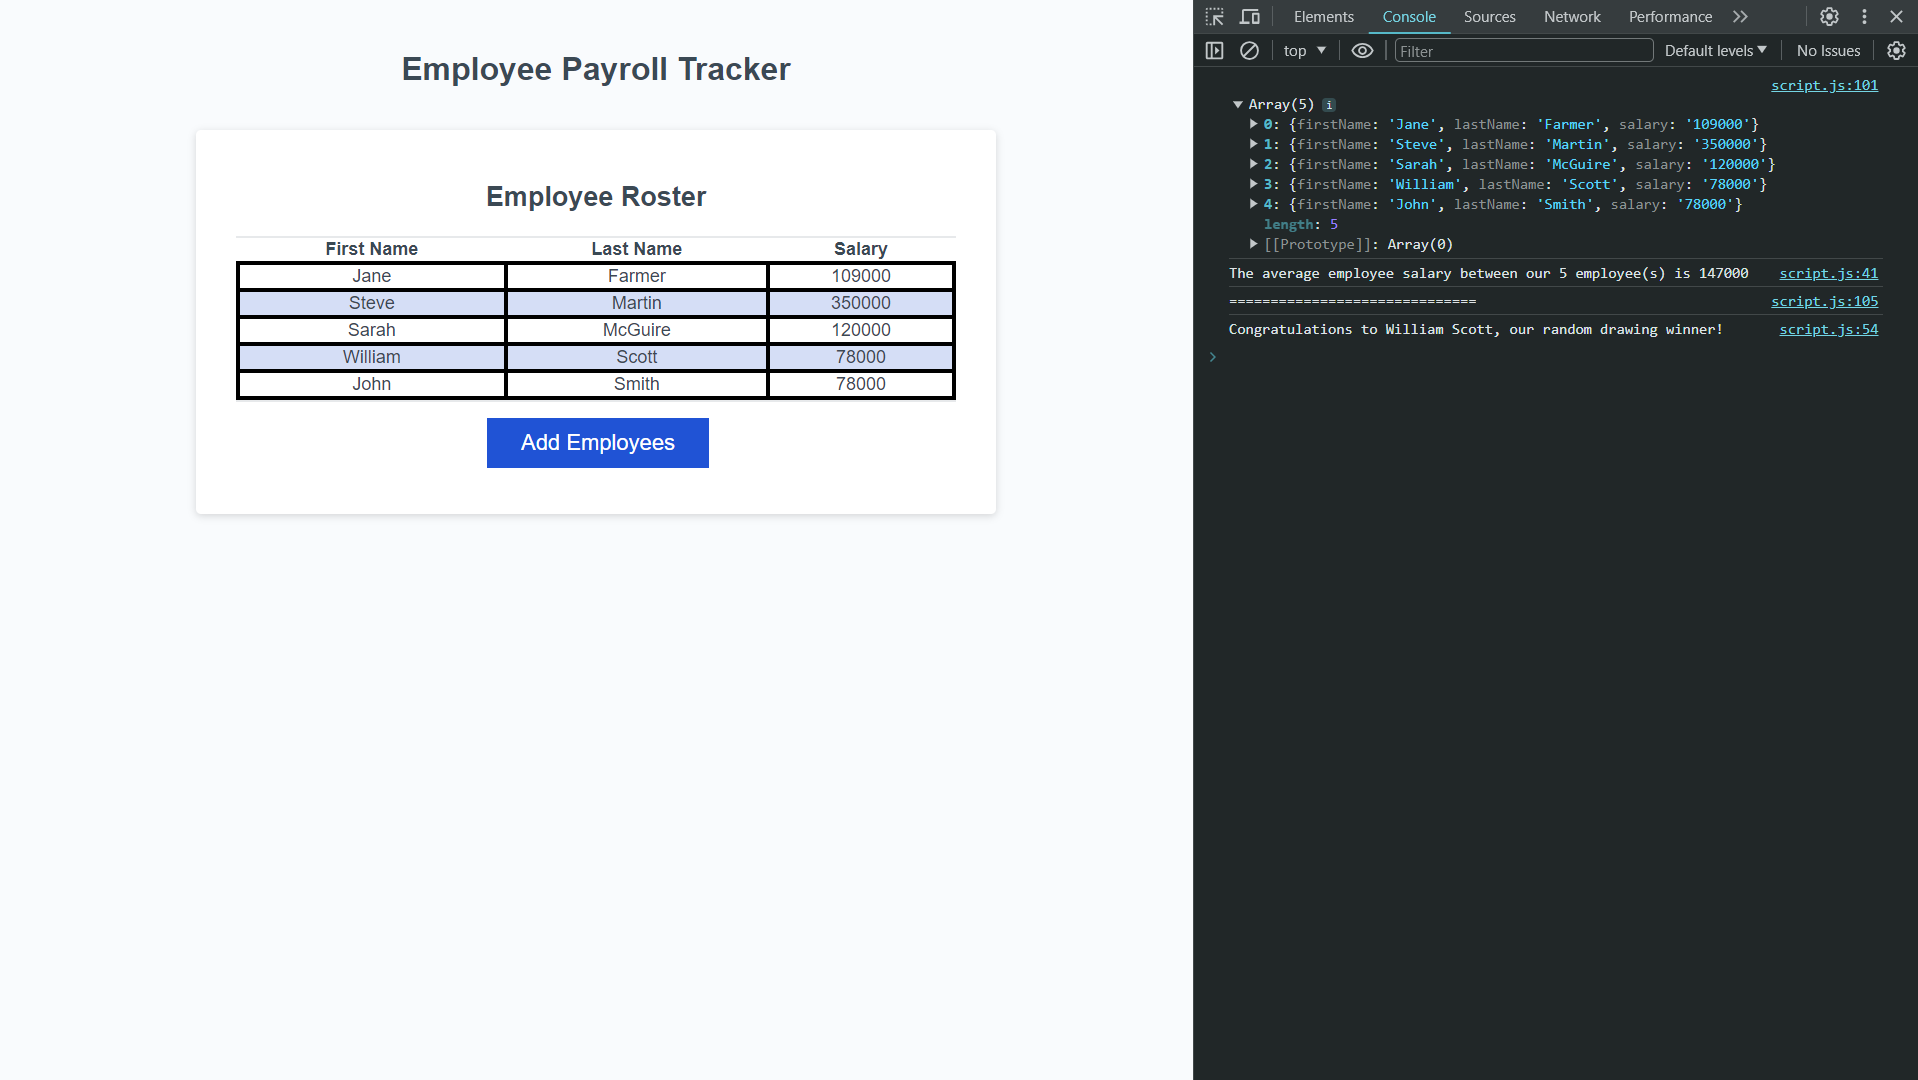 Employee Payroll Tracker
Employee Roster
First Name Last Name Salary
Jane Farmer 109000
Steve Martin 350000
Sarah McGuire 120000
William Scott 78000
John Smith 78000
Add Employees
Elements Console Sources Network Performance
top Filter Default levels No Issues
script.js:101
Array(5) i
0: {firstName: 'Jane', lastName: 'Farmer', salary: '109000'}
1: {firstName: 'Steve', lastName: 'Martin', salary: '350000'}
2: {firstName: 'Sarah', lastName: 'McGuire', salary: '120000'}
3: {firstName: 'William', lastName: 'Scott', salary: '78000'}
4: {firstName: 'John', lastName: 'Smith', salary: '78000'}
length: 5
[[Prototype]]: Array(0)
The average employee salary between our 5 employee(s) is 147000 script.js:41
============================== script.js:105
Congratulations to William Scott, our random drawing winner! script.js:54